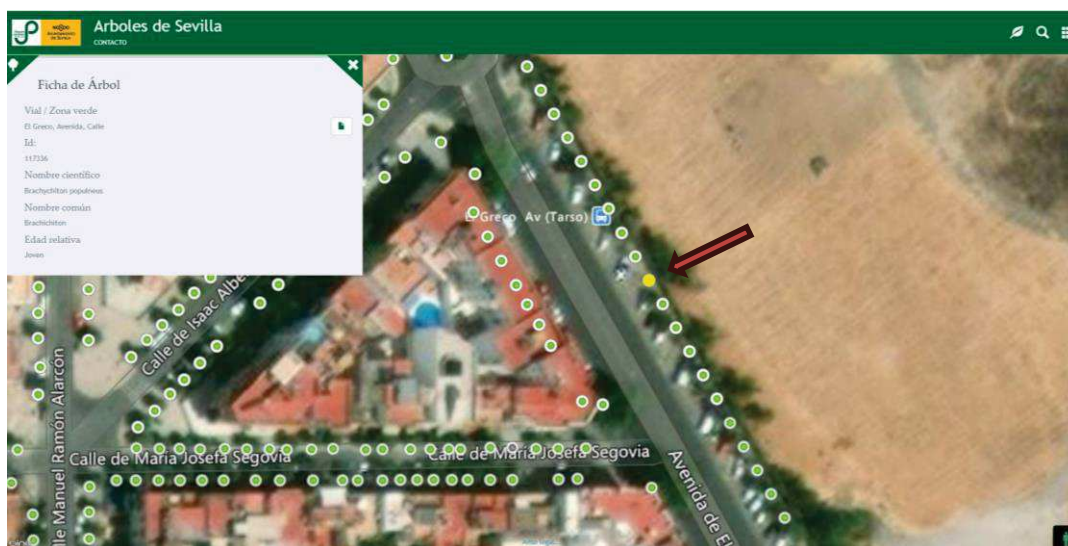 Arboles de Sevilla
CONTACTO
Ficha de Árbol
Vial / Zona verde
El Greco, Avenida, Calle
Id:
117336
Nombre científico
Brachychiton populneus
Nombre común
Brachichiton
Edad relativa
Joven
El Greco Av (Tarso)
Calle de Isaac Albe
lle Manuel Ramón Alarcón
Calle de María Josefa Segovia
Calle de María Josefa Segovia
Avenida de El